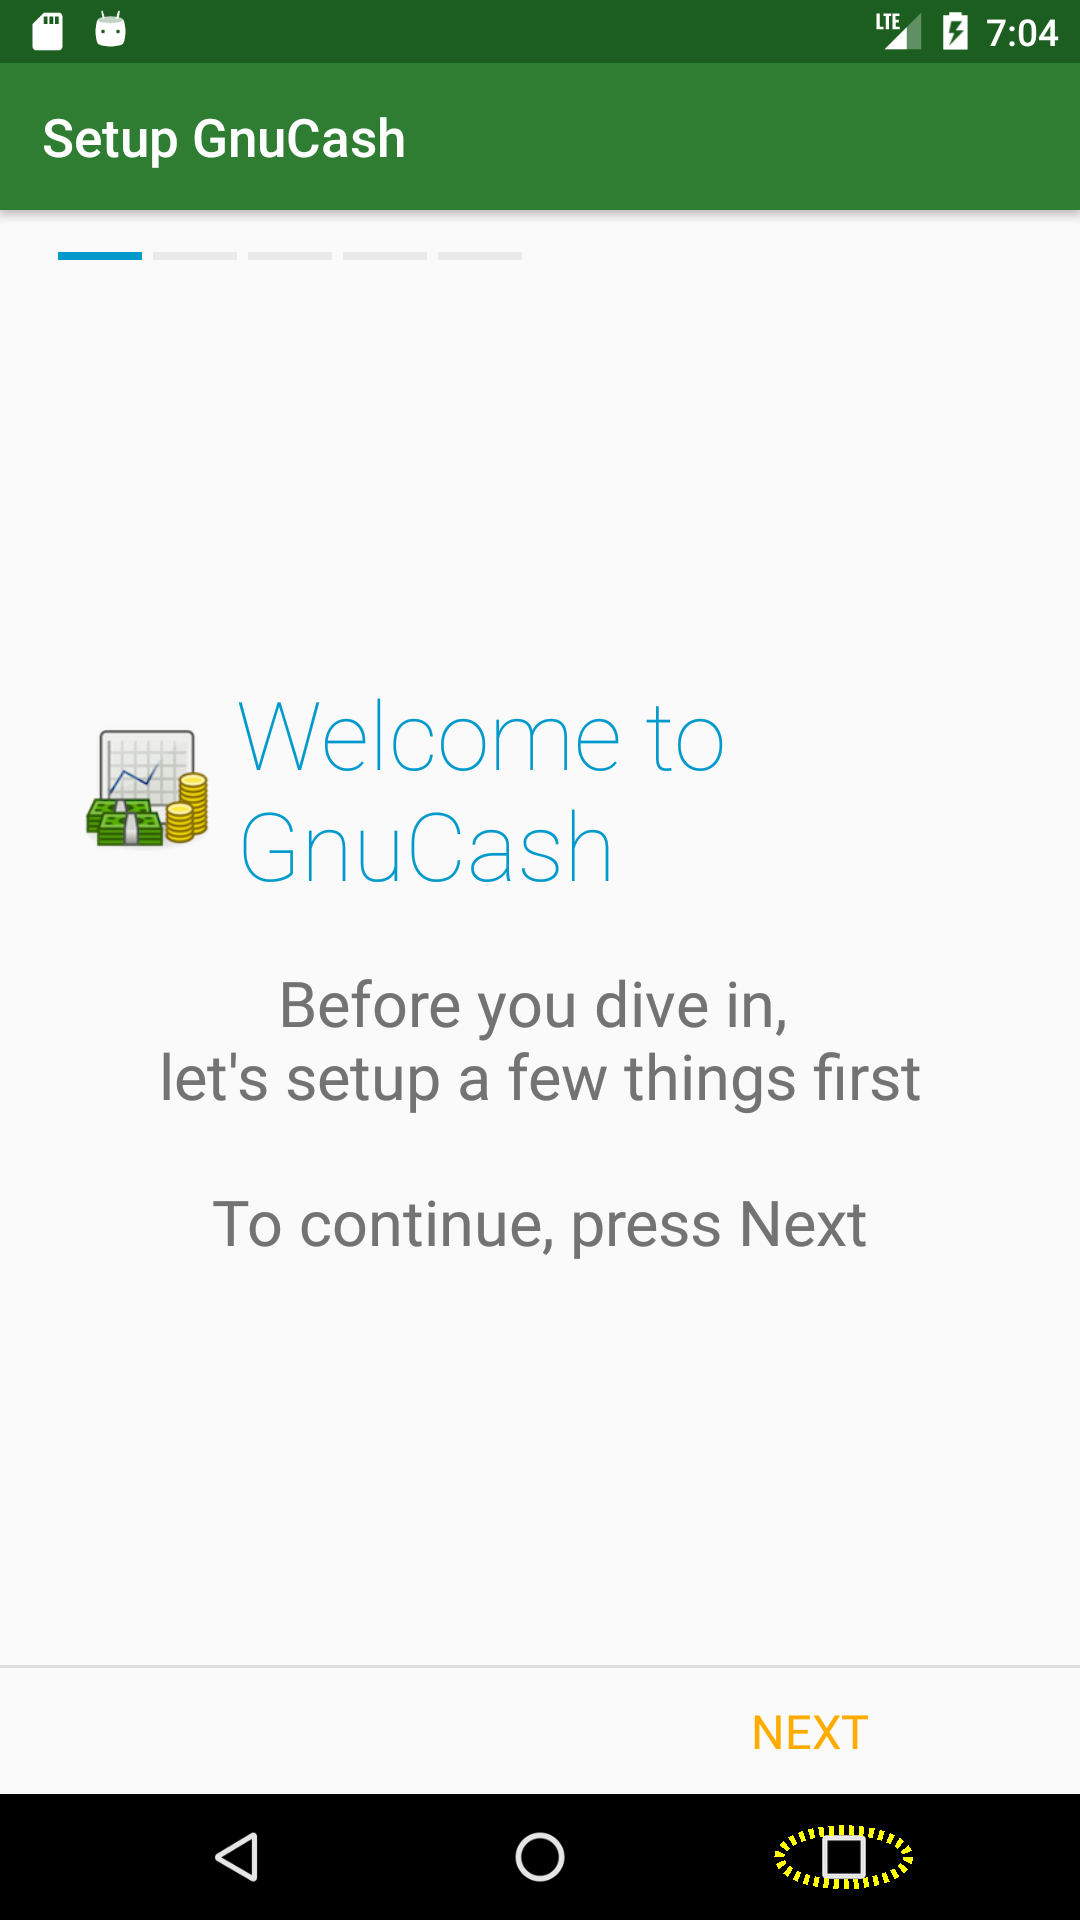 LTE 7:04
Setup GnuCash
Welcome to
GnuCash
Before you dive in,
let's setup a few things first
To continue, press Next
NEXT